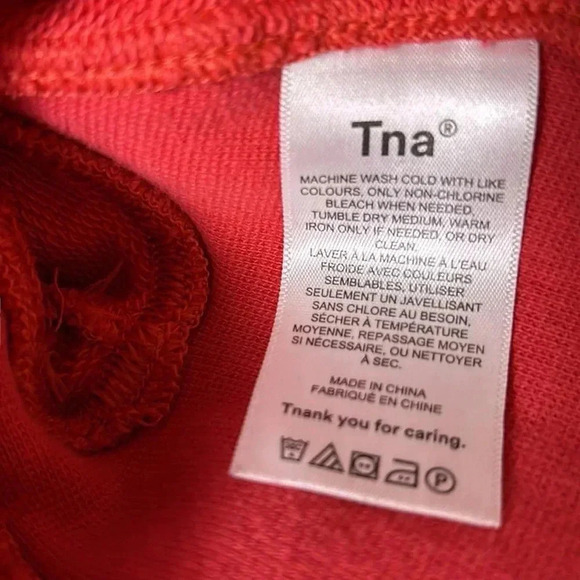 Tna®
MACHINE WASH COLD WITH LIKE
COLOURS, ONLY NON-CHLORINE
BLEACH WHEN NEEDED,
TUMBLE DRY MEDIUM, WARM
IRON ONLY IF NEEDED, OR DRY
CLEAN.
LAVER À LA MACHINE À L'EAU
FROIDE AVEC COULEURS
SEMBLABLES, UTILISER
SEULEMENT UN JAVELLISANT
SANS CHLORE AU BESOIN,
SÉCHER À TEMPÉRATURE
MOYENNE, REPASSAGE MOYEN
SI NÉCESSAIRE, OU NETTOYER
À SEC.
MADE IN CHINA
FABRIQUÉ EN CHINE
Tnank you for caring.
P